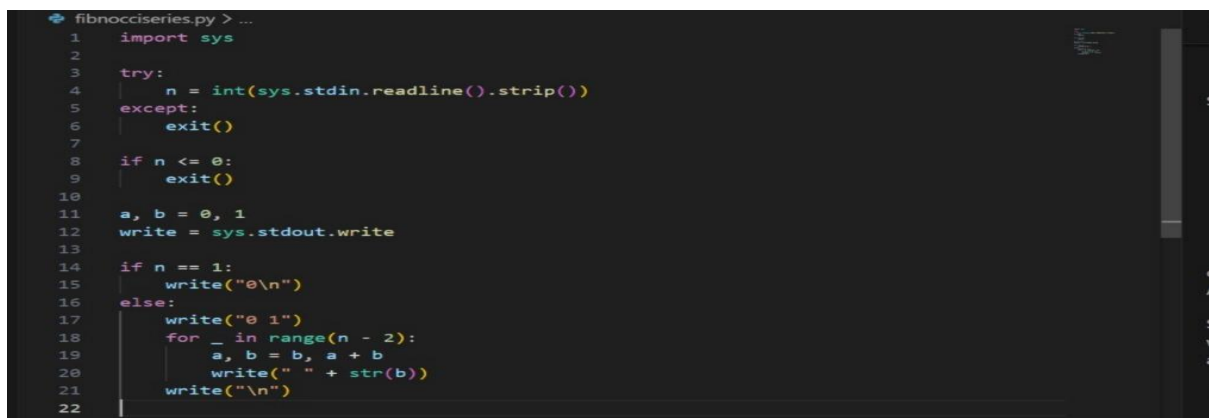 fibnocciseries.py > ...
1 import sys
2
3 try:
4     n = int(sys.stdin.readline().strip())
5 except:
6     exit()
7
8 if n <= 0:
9     exit()
10
11 a, b = 0, 1
12 write = sys.stdout.write
13
14 if n == 1:
15     write("0\n")
16 else:
17     write("0 1")
18     for _ in range(n - 2):
19         a, b = b, a + b
20         write(" " + str(b))
21     write("\n")
22